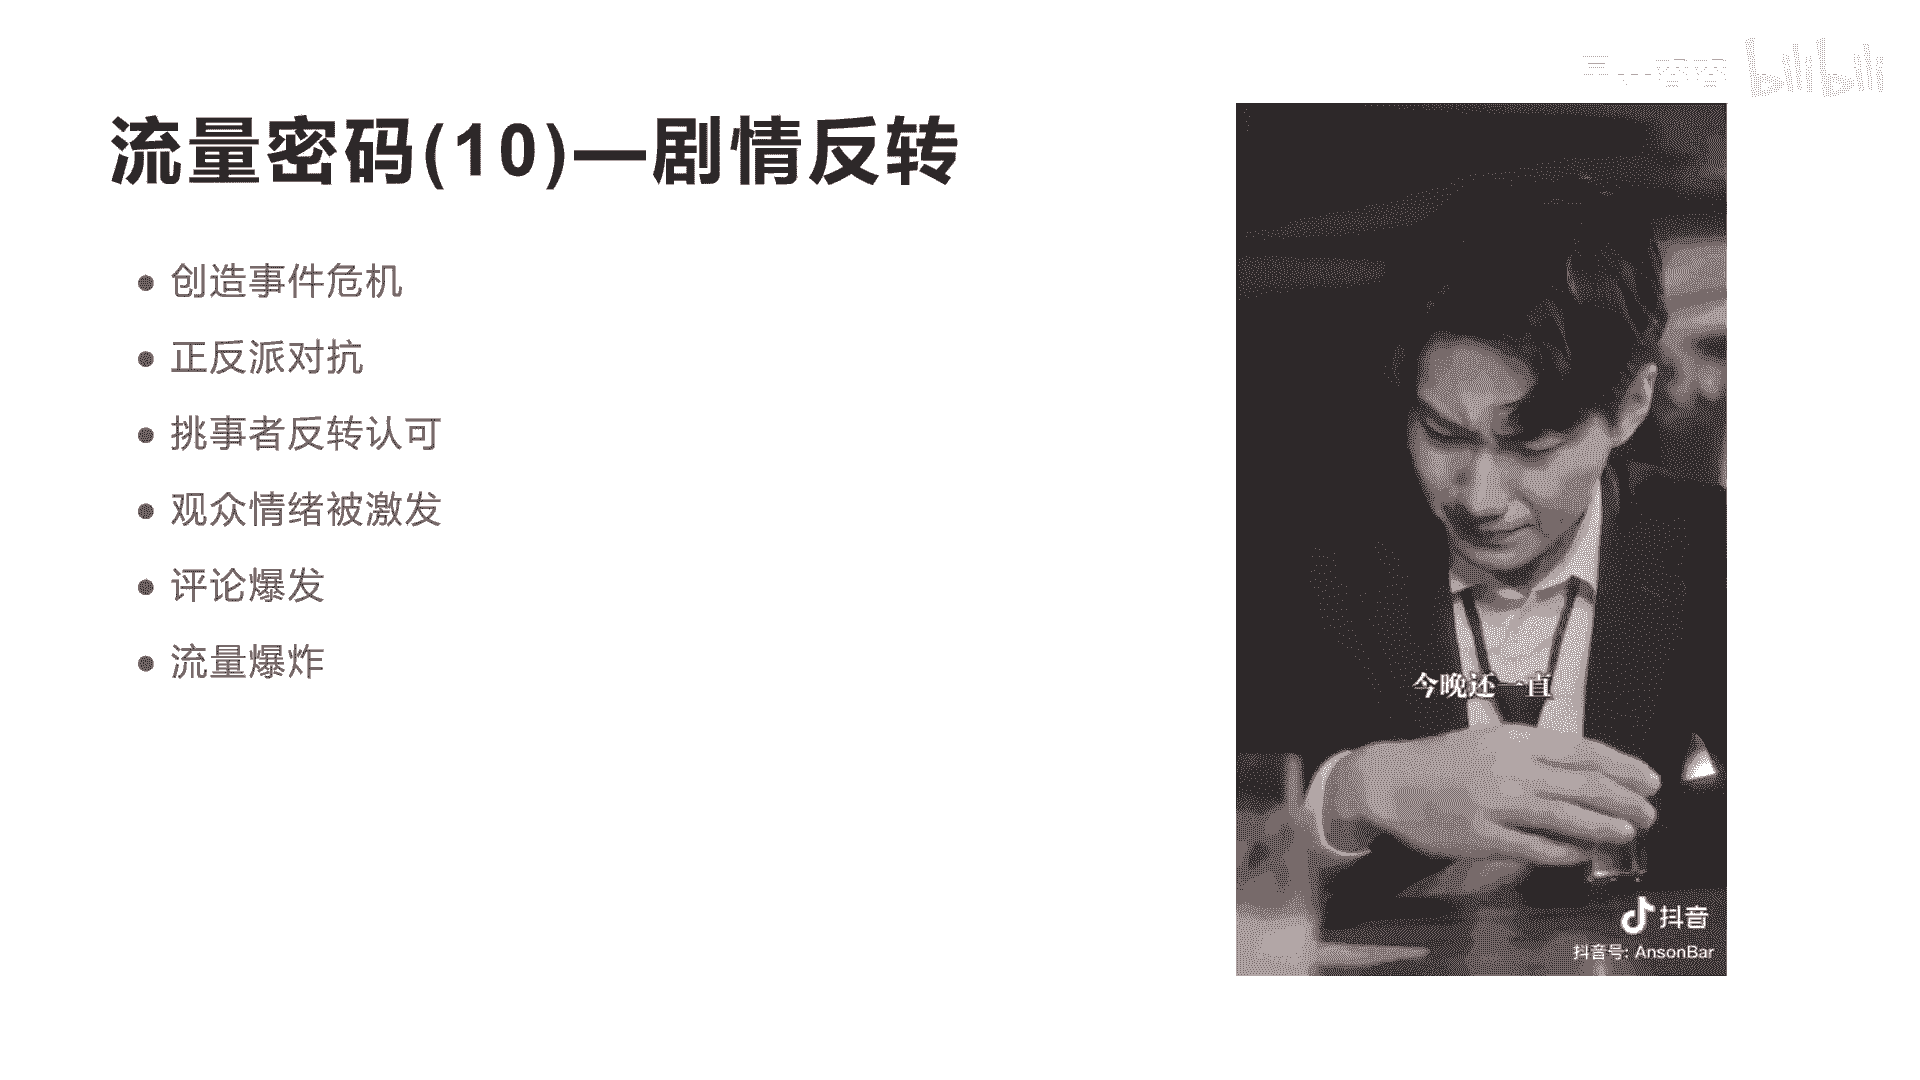 bilibili
流量密码(10)—剧情反转
创造事件危机
正反派对抗
挑事者反转认可
观众情绪被激发
评论爆发
流量爆炸
今晚还一直
抖音
抖音号: AnsonBar